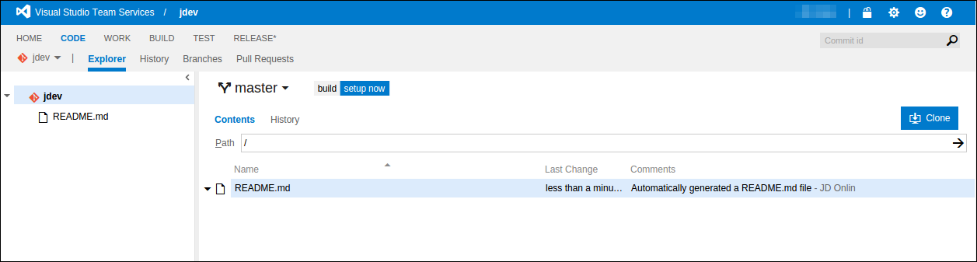 Visual Studio Team Services / jdev |
HOME CODE WORK BUILD TEST RELEASE* Commit id
jdev | Explorer History Branches Pull Requests
jdev
README.md
master build setup now
Contents History Clone
Path /
Name Last Change Comments
README.md less than a minu... Automatically generated a README.md file - JD Onlin